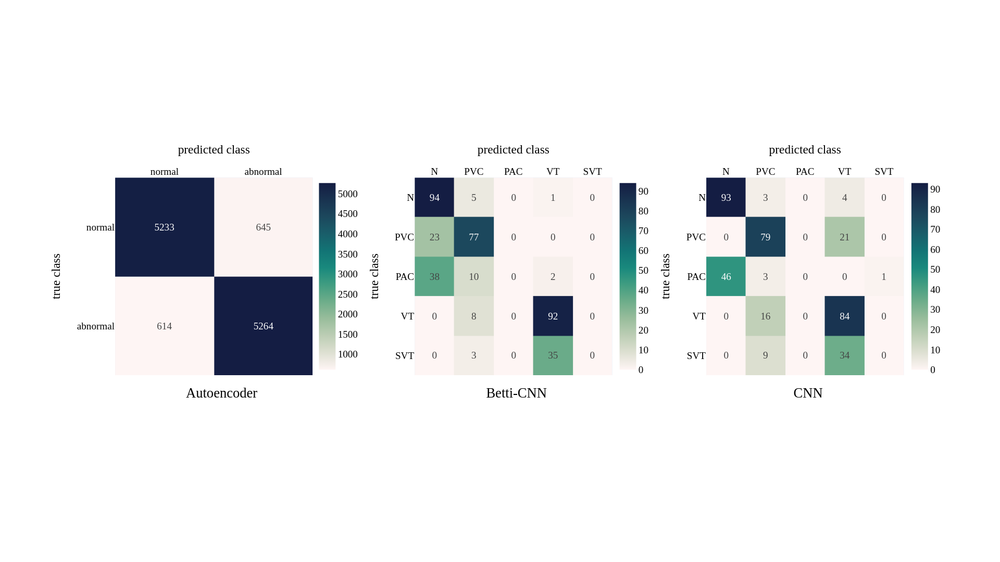 predicted class
normal abnormal
true class
normal 5233 645
abnormal 614 5264
5000
4500
4000
3500
3000
2500
2000
1500
1000
Autoencoder
predicted class
N PVC PAC VT SVT
true class
N 94 5 0 1 0
PVC 23 77 0 0 0
PAC 38 10 0 2 0
VT 0 8 0 92 0
SVT 0 3 0 35 0
90
80
70
60
50
40
30
20
10
0
Betti-CNN
predicted class
N PVC PAC VT SVT
true class
N 93 3 0 4 0
PVC 0 79 0 21 0
PAC 46 3 0 0 1
VT 0 16 0 84 0
SVT 0 9 0 34 0
90
80
70
60
50
40
30
20
10
0
CNN